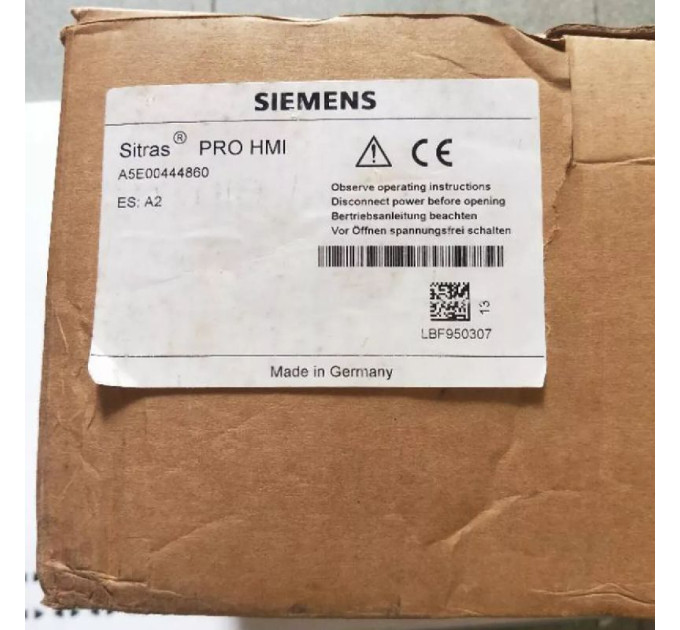 SIEMENS
Sitras® PRO HMI
A5E00444860
ES: A2
CE
Observe operating instructions
Disconnect power before opening
Bertriebsanleitung beachten
Vor Öffnen spannungsfrei schalten
13
LBF950307
Made in Germany